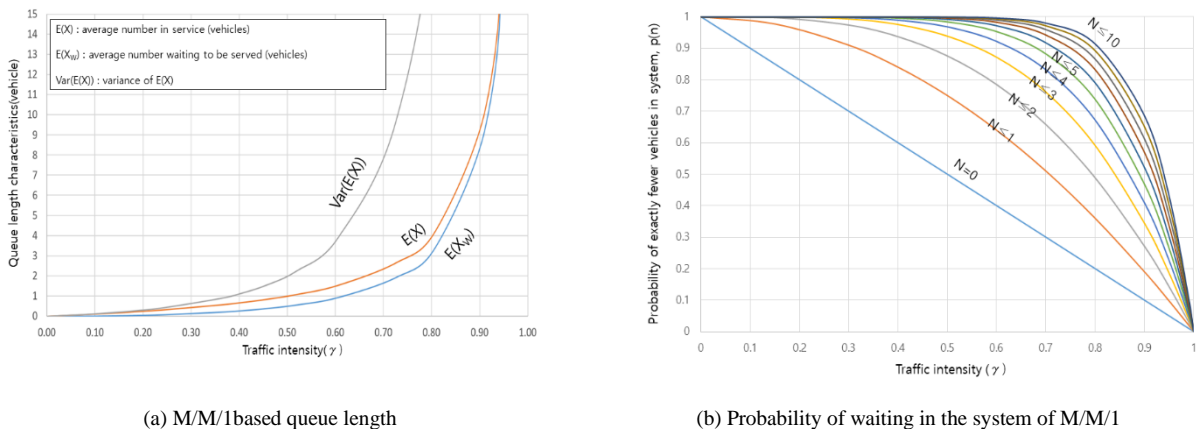 15
14
13
12
11
10
9
8
7
6
5
4
3
2
1
0
Queue length characteristics(vehicle)
E(X) : average number in service (vehicles)
E(Xw) : average number waiting to be served (vehicles)
Var(E(X)) : variance of E(X)
Var(E(X))
E(X)
E(XW)
0.00 0.10 0.20 0.30 0.40 0.50 0.60 0.70 0.80 0.90 1.00
Traffic intensity( γ )
(a) M/M/1based queue length
1
0.9
0.8
0.7
0.6
0.5
0.4
0.3
0.2
0.1
0
Probability of exactly fewer vehicles in system, p(n)
N≤10
N≤5
N≤4
N≤3
N≤2
N≤1
N=0
0 0.1 0.2 0.3 0.4 0.5 0.6 0.7 0.8 0.9 1
Traffic intensity ( γ )
(b) Probability of waiting in the system of M/M/1